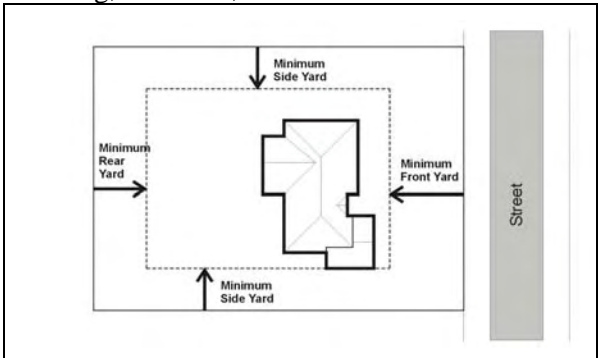 Minimum
Side Yard
Minimum
Rear
Yard
Minimum
Front Yard
Street
Minimum
Side Yard